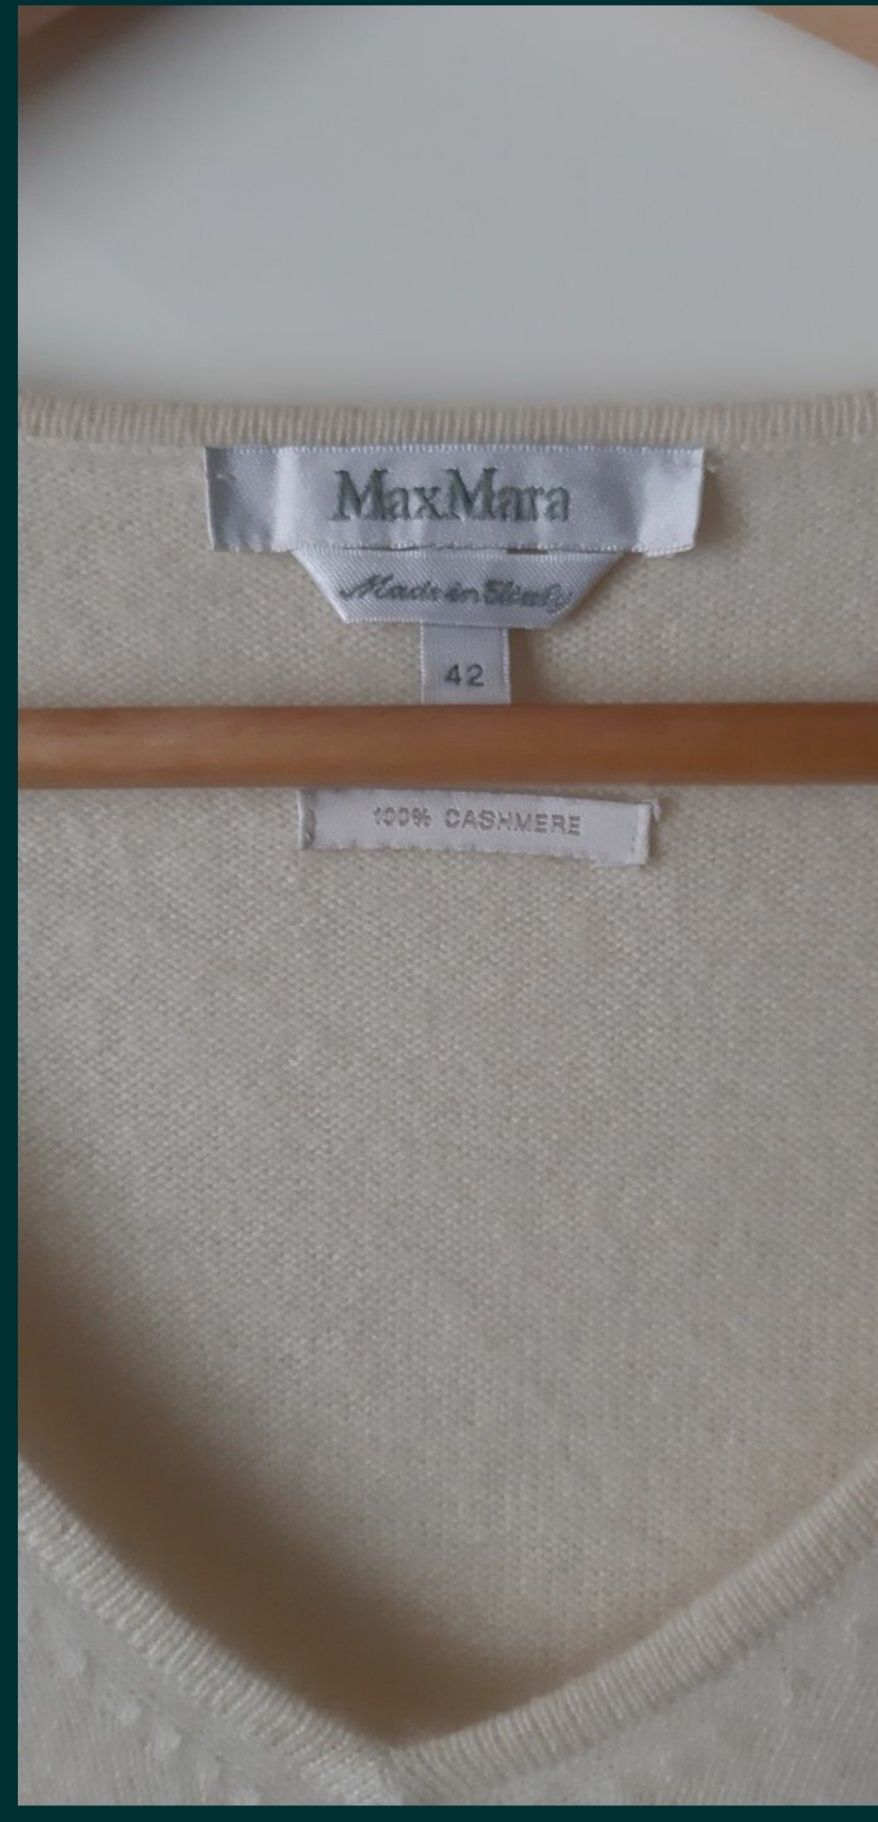 MaxMara
Made in Italy
42
100% CASHMERE